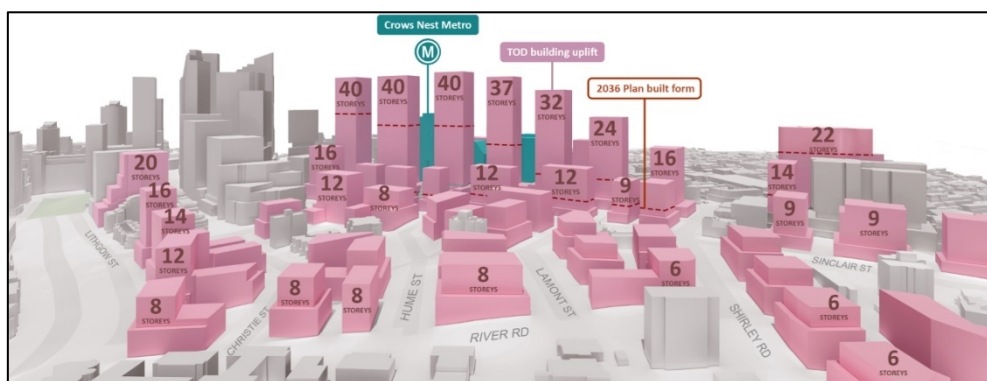 Crows Nest Metro
M
TOD building uplift
2036 Plan built form
40
STOREYS
40
STOREYS
40
STOREYS
37
STOREYS
32
STOREYS
24
STOREYS
22
STOREYS
20
STOREYS
16
STOREYS
16
STOREYS
16
STOREYS
14
STOREYS
14
STOREYS
12
STOREYS
12
STOREYS
12
STOREYS
12
STOREYS
8
STOREYS
9
STOREYS
9
STOREYS
9
STOREYS
LITHGOW ST
SINCLAIR ST
8
STOREYS
8
STOREYS
8
STOREYS
8
STOREYS
6
STOREYS
6
STOREYS
6
STOREYS
CHRISTIE ST
HUME ST
RIVER RD
LAMONT ST
SHIRLEY RD